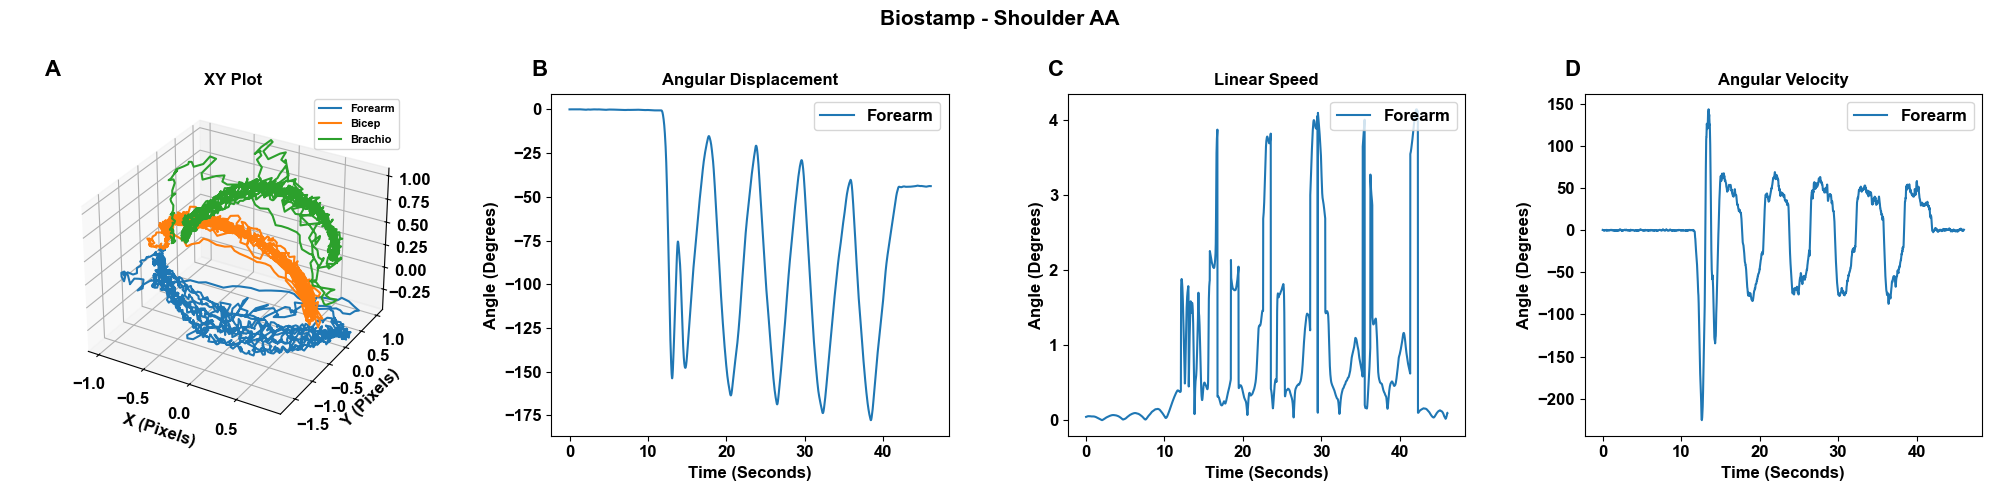 Biostamp - Shoulder AA
A
XY Plot
Forearm
Bicep
Brachio
1.00
0.75
0.50
0.25
0.00
−0.25
−1.0
−0.5
0.0
0.5
X (Pixels)
1.0
0.5
0.0
−0.5
−1.0
−1.5
Y (Pixels)
B
Angular Displacement
Forearm
0
−25
−50
−75
−100
−125
−150
−175
Angle (Degrees)
0 10 20 30 40
Time (Seconds)
C
Linear Speed
Forearm
4
3
2
1
0
Angle (Degrees)
0 10 20 30 40
Time (Seconds)
D
Angular Velocity
Forearm
150
100
50
0
−50
−100
−150
−200
Angle (Degrees)
0 10 20 30 40
Time (Seconds)